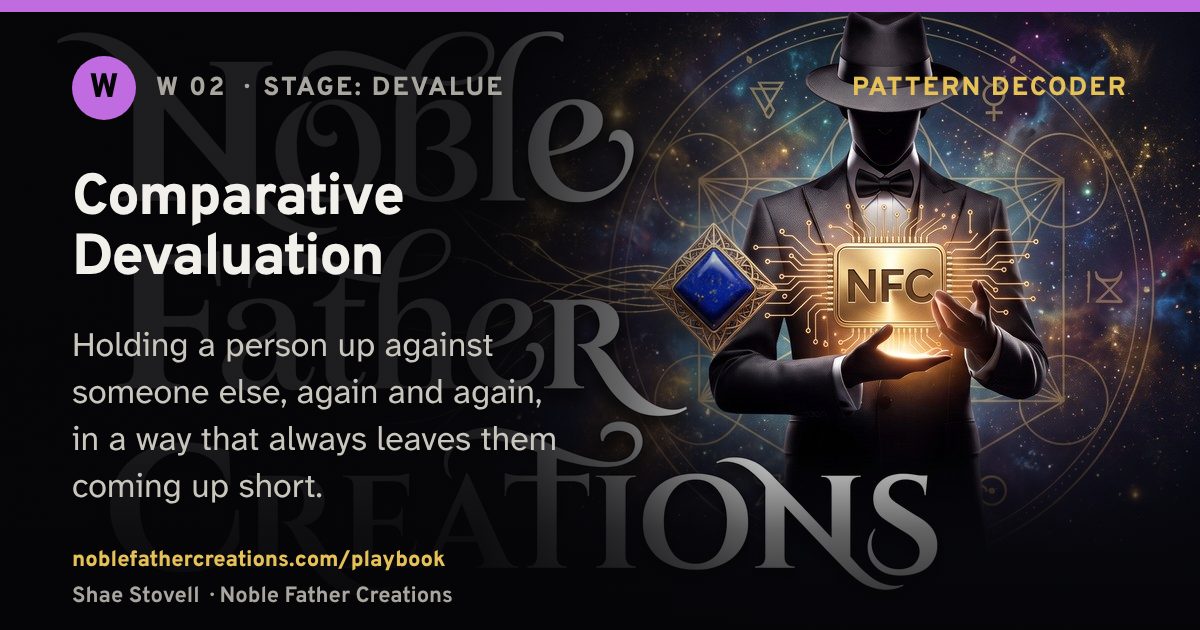 W
W 02 · STAGE: DEVALUE
PATTERN DECODER
Comparative
Devaluation
Holding a person up against
someone else, again and again,
in a way that always leaves them
coming up short.
noblefathercreations.com/playbook
Shae Stovell · Noble Father Creations
Noble
FatheR
CREATIONS
NFC